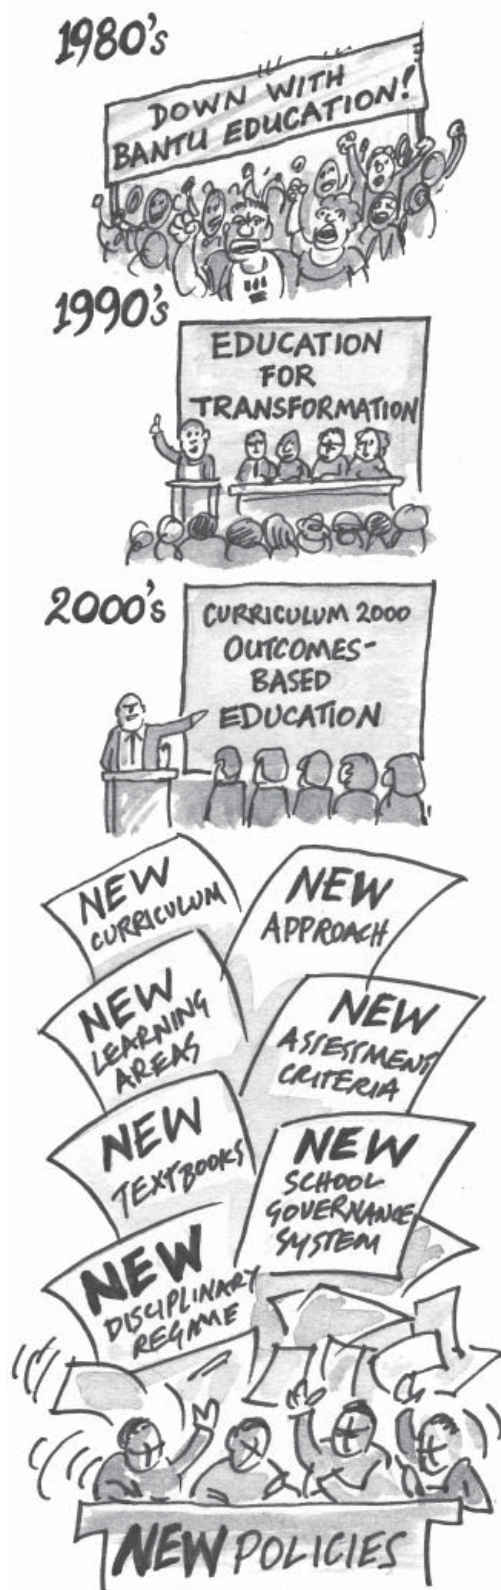 1980's
DOWN WITH
BANTU EDUCATION!
1990's
EDUCATION
FOR
TRANSFORMATION
2000's
CURRICULUM 2000
OUTCOMES-
BASED
EDUCATION
NEW
CURRICULUM
NEW
APPROACH
NEW
LEARNING
AREAS
NEW
ASSESSMENT
CRITERIA
NEW
TEXTBOOKS
NEW
SCHOOL
GOVERNANCE
SYSTEM
NEW
DISCIPLINARY
REGAME
NEW POLICIES